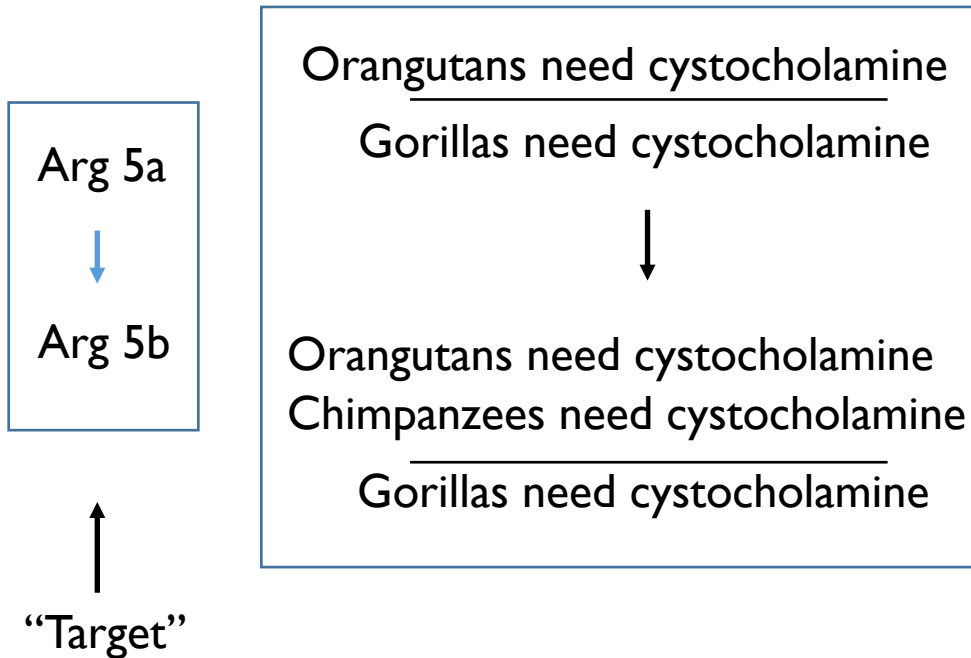 Arg 5a
Arg 5b
“Target”
Orangutans need cystocholamine
Gorillas need cystocholamine
Orangutans need cystocholamine
Chimpanzees need cystocholamine
Gorillas need cystocholamine